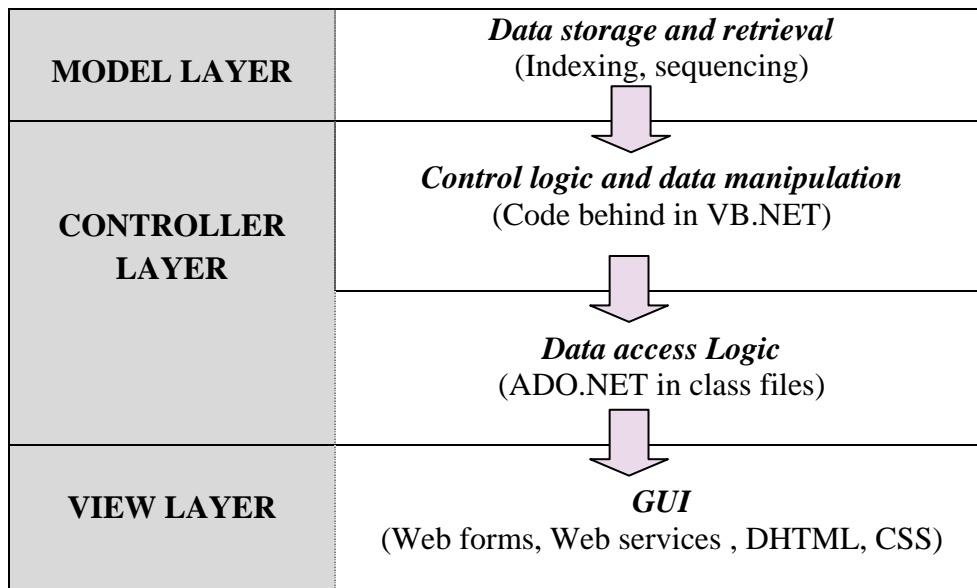 MODEL LAYER
Data storage and retrieval
(Indexing, sequencing)
CONTROLLER
LAYER
Control logic and data manipulation
(Code behind in VB.NET)
Data access Logic
(ADO.NET in class files)
VIEW LAYER
GUI
(Web forms, Web services , DHTML, CSS)